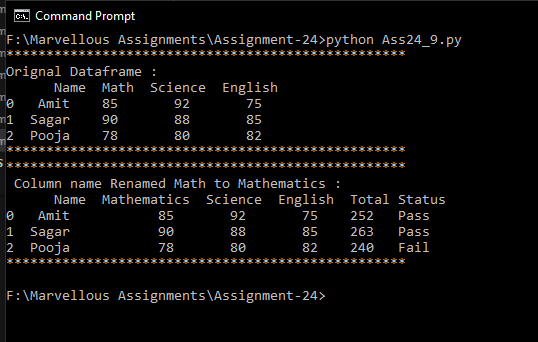 Command Prompt
F:\Marvellous Assignments\Assignment-24>python Ass24_9.py
**************************************************
Orignal Dataframe :
      Name  Math  Science  English
0    Amit    85       92       75
1   Sagar    90       88       85
2   Pooja    78       80       82
**************************************************
**************************************************
 Column name Renamed Math to Mathematics :
      Name  Mathematics  Science  English  Total Status
0    Amit           85       92       75    252   Pass
1   Sagar           90       88       85    263   Pass
2   Pooja           78       80       82    240   Fail
**************************************************
F:\Marvellous Assignments\Assignment-24>